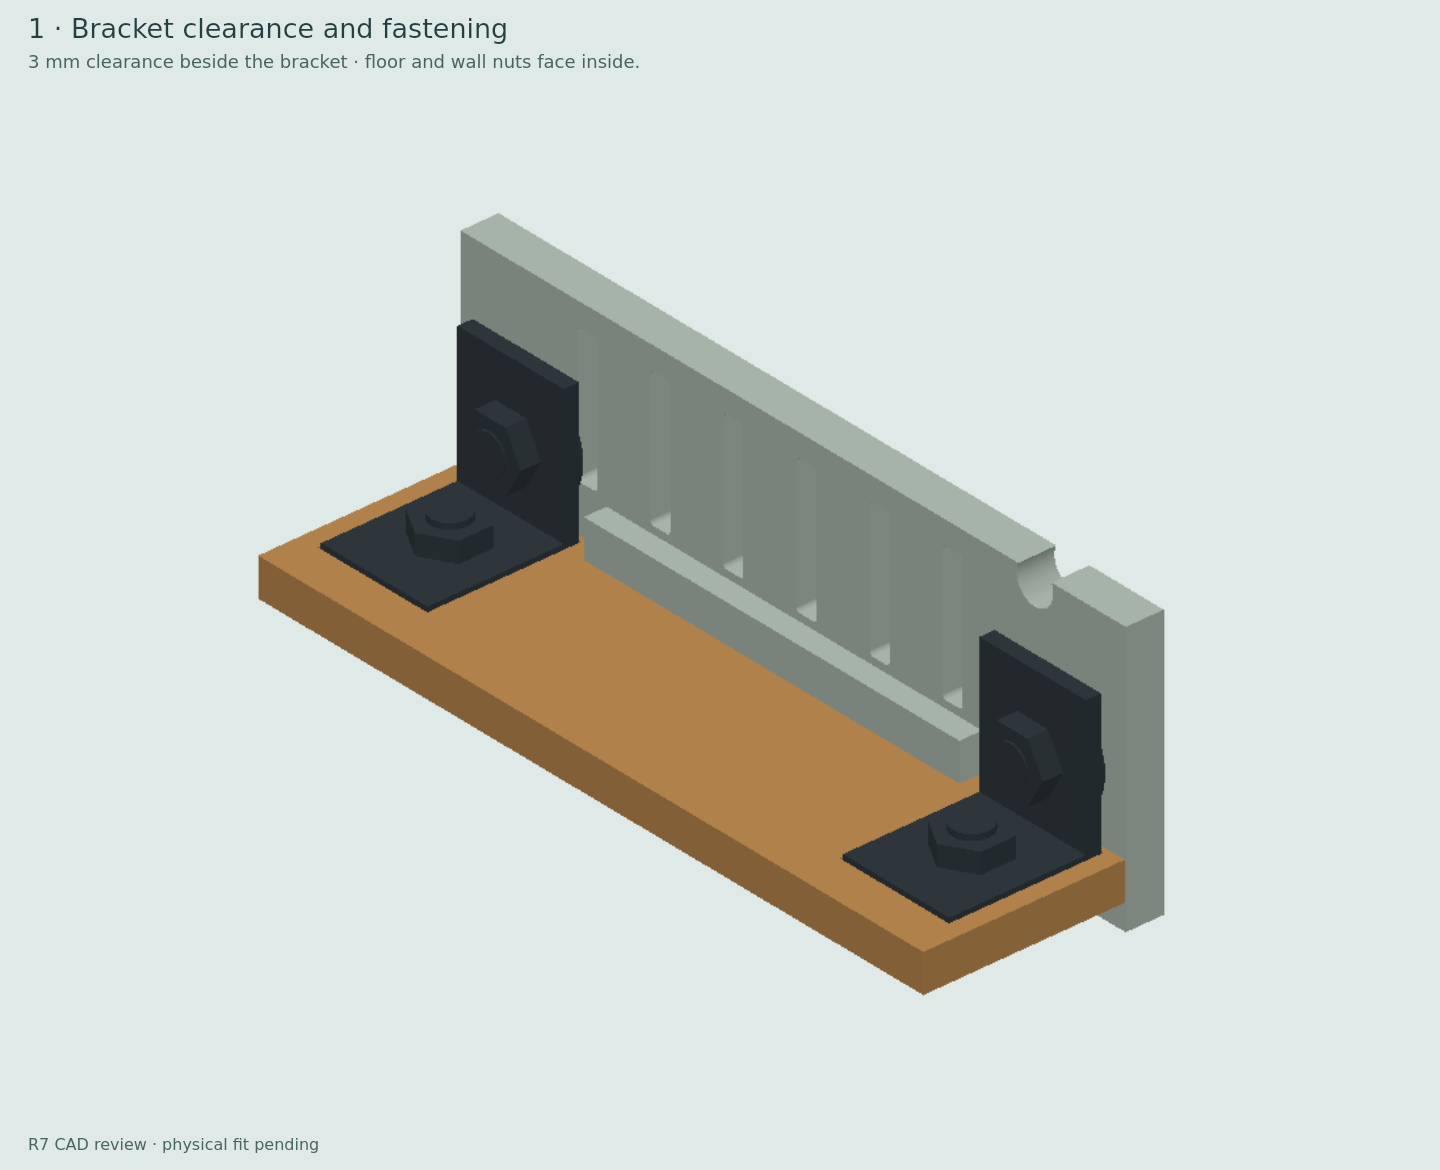 1 · Bracket clearance and fastening
3 mm clearance beside the bracket · floor and wall nuts face inside.
R7 CAD review · physical fit pending